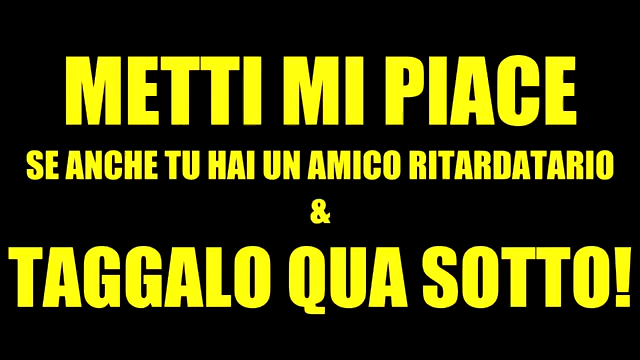 METTI MI PIACE
SE ANCHE TU HAI UN AMICO RITARDATARIO
&
TAGGALO QUA SOTTO!